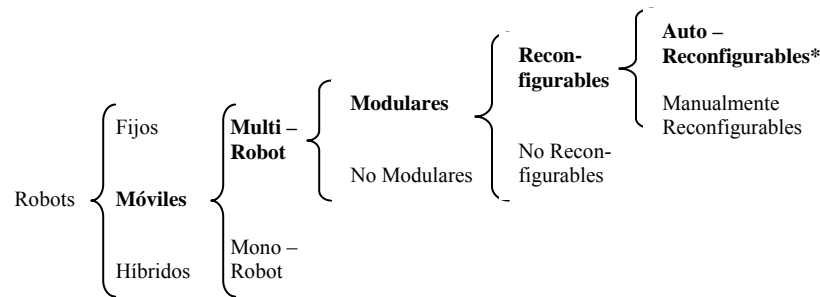 Robots
Fijos
Móviles
Híbridos
Multi –
Robot
Mono –
Robot
Modulares
No Modulares
Recon-
figurables
No Recon-
figurables
Auto –
Reconfigurables*
Manualmente
Reconfigurables